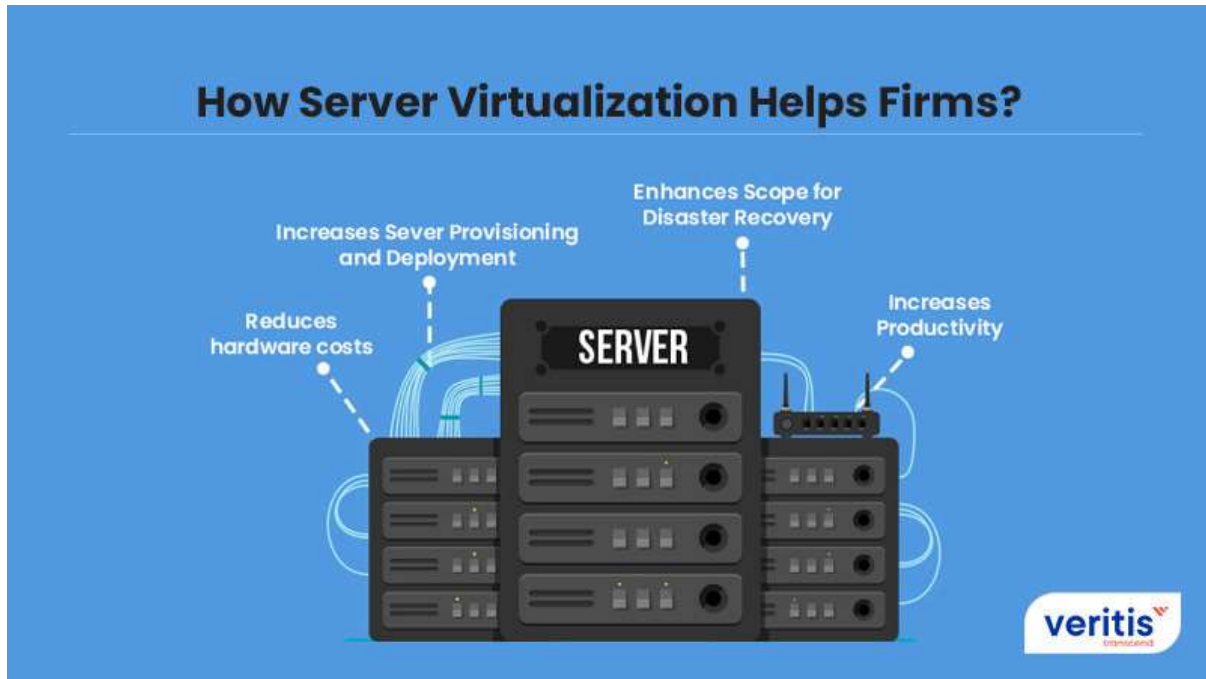 How Server Virtualization Helps Firms?
Enhances Scope for
Disaster Recovery
Increases Sever Provisioning
and Deployment
Increases
Productivity
Reduces
hardware costs
SERVER
veritis
transcend